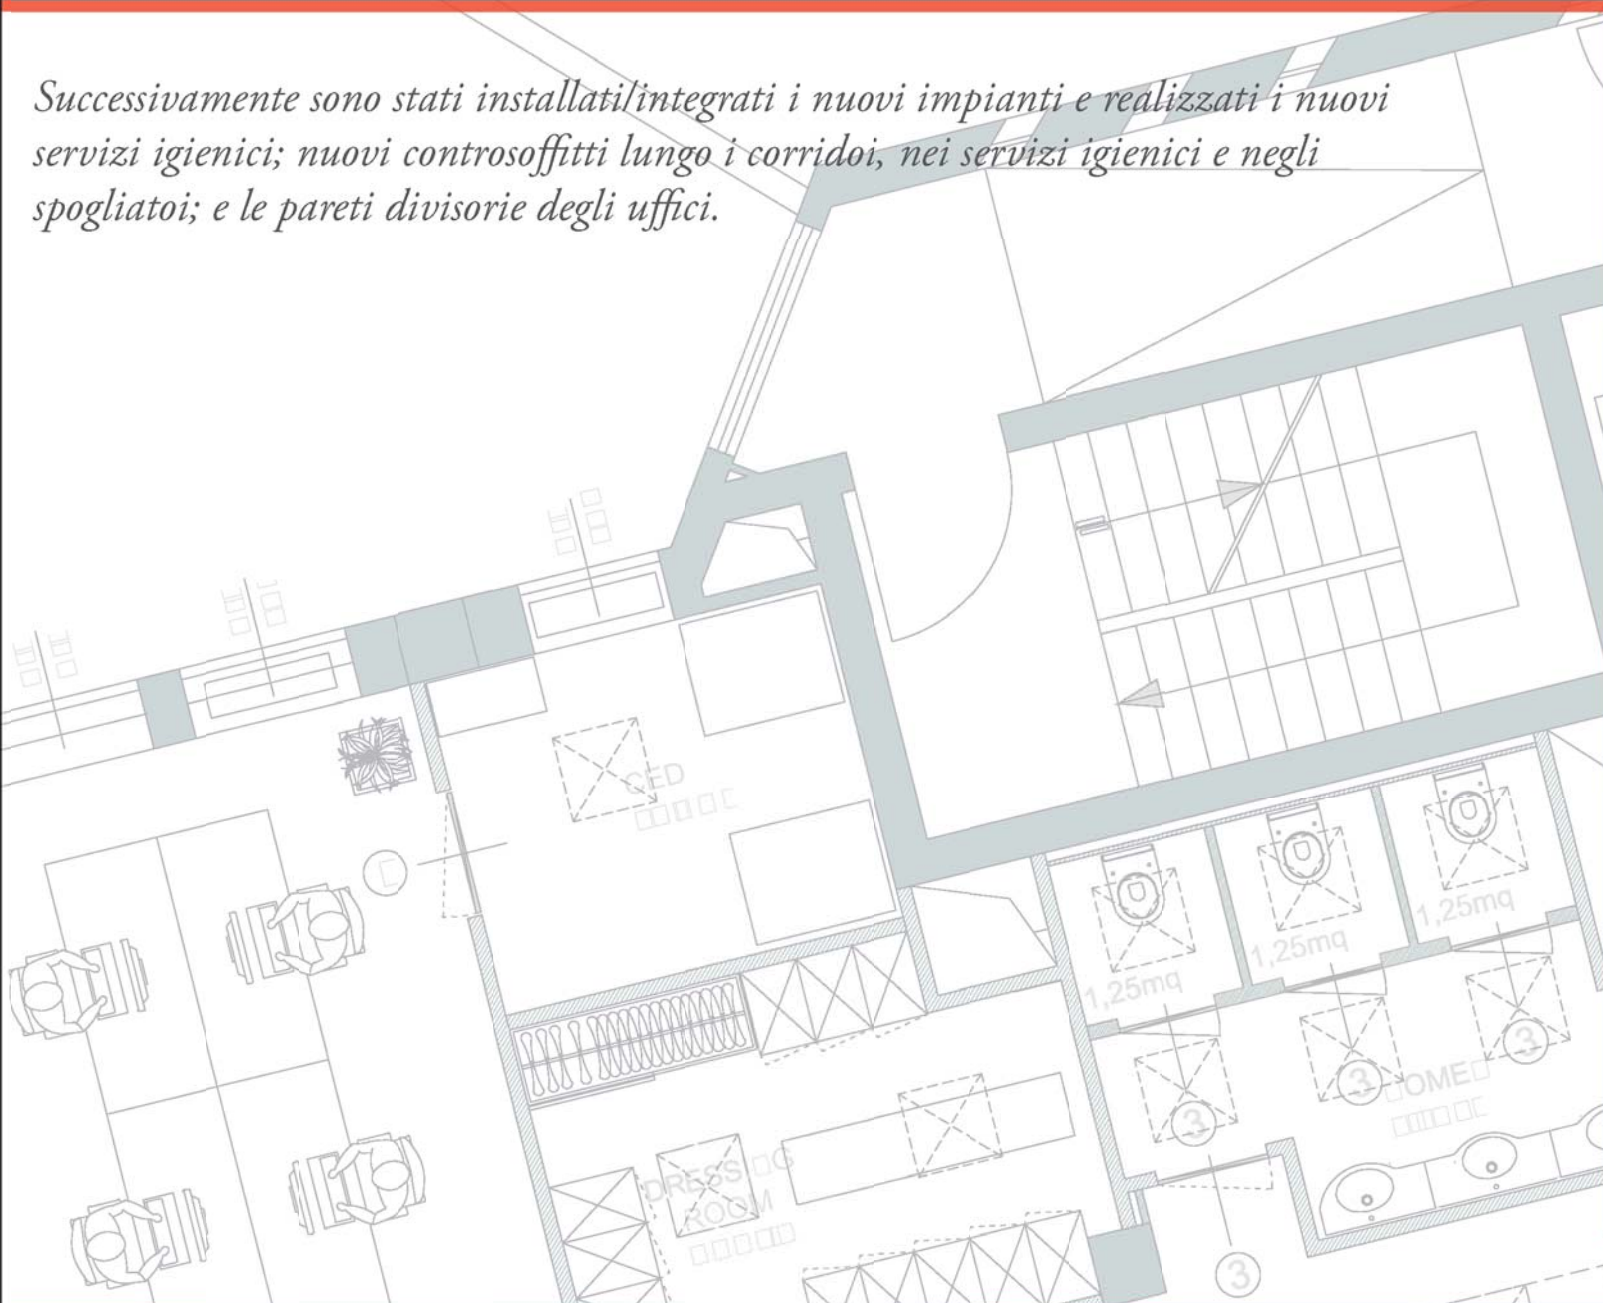 Successivamente sono stati installati/integrati i nuovi impianti e realizzati i nuovi
servizi igienici; nuovi controsoffitti lungo i corridoi, nei servizi igienici e negli
spogliatoi; e le pareti divisorie degli uffici.
CED
1,25mq
1,25mq
1,25mq
3
3
3
ROOM
3